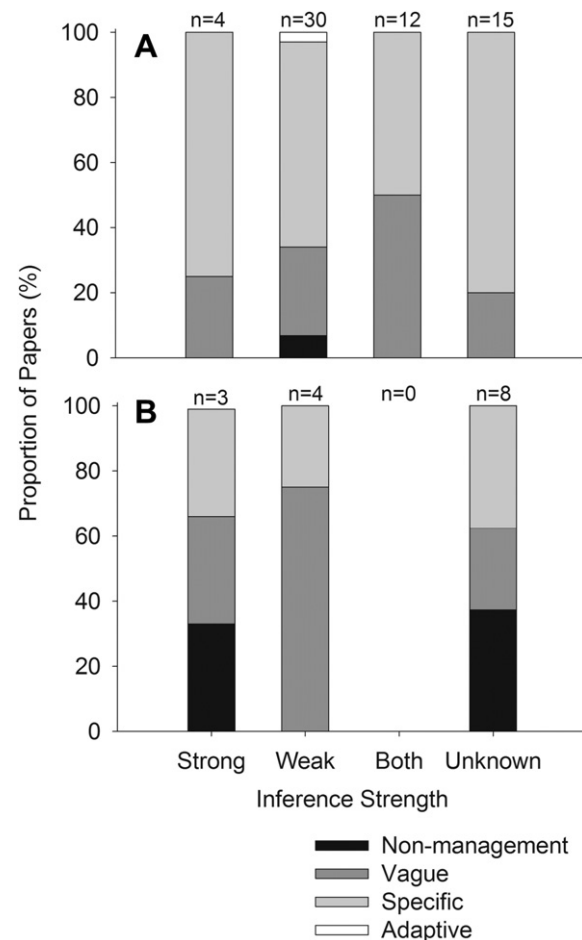 n=4 n=30 n=12 n=15
100
A
80
60
40
20
0
n=3 n=4 n=0 n=8
100
B
80
60
40
20
0
Proportion of Papers (%)
Strong Weak Both Unknown
Inference Strength
Non-management
Vague
Specific
Adaptive